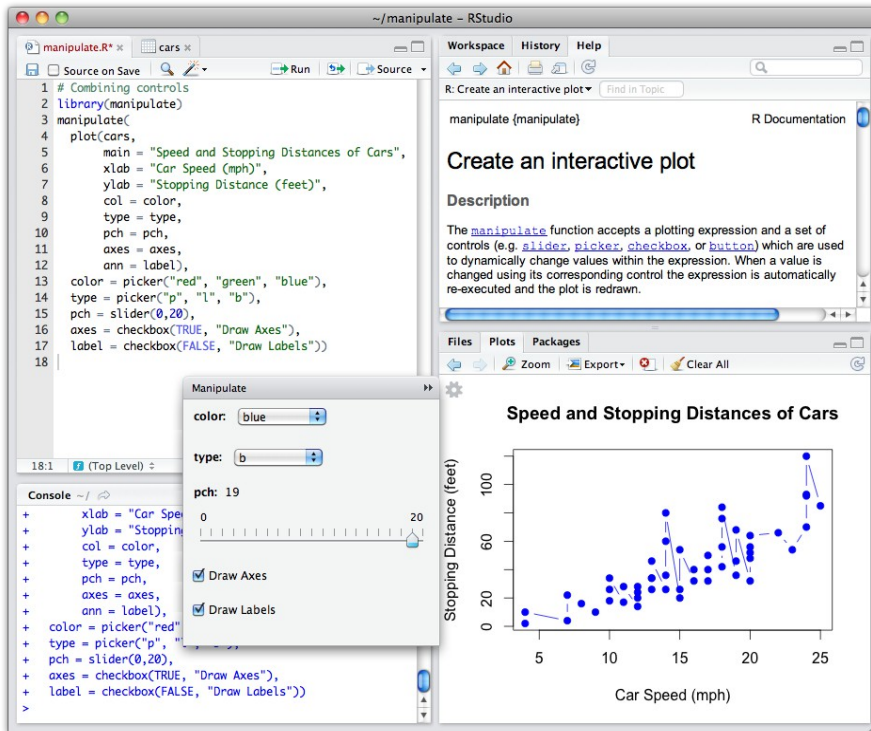 ~/manipulate - RStudio
manipulate.R* × cars ×
Source on Save Run Source
1 # Combining controls
2 library(manipulate)
3 manipulate(
4 plot(cars,
5 main = "Speed and Stopping Distances of Cars",
6 xlab = "Car Speed (mph)",
7 ylab = "Stopping Distance (feet)",
8 col = color,
9 type = type,
10 pch = pch,
11 axes = axes,
12 ann = label),
13 color = picker("red", "green", "blue"),
14 type = picker("p", "l", "b"),
15 pch = slider(0,20),
16 axes = checkbox(TRUE, "Draw Axes"),
17 label = checkbox(FALSE, "Draw Labels"))
18
18:1 (Top Level)
Console ~/
+ xlab = "Car Spe
+ ylab = "Stopping
+ col = color,
+ type = type,
+ pch = pch,
+ axes = axes,
+ ann = label),
+ color = picker("red"
+ type = picker("p", "
+ pch = slider(0,20),
+ axes = checkbox(TRUE, "Draw Axes"),
+ label = checkbox(FALSE, "Draw Labels"))
>
Manipulate
color: blue
type: b
pch: 19
0 20
Draw Axes
Draw Labels
Workspace History Help
R: Create an interactive plot Find in Topic
manipulate {manipulate} R Documentation
Create an interactive plot
Description
The manipulate function accepts a plotting expression and a set of
controls (e.g. slider, picker, checkbox, or button) which are used
to dynamically change values within the expression. When a value is
changed using its corresponding control the expression is automatically
re-executed and the plot is redrawn.
Files Plots Packages
Zoom Export Clear All
Speed and Stopping Distances of Cars
Stopping Distance (feet)
100
60
20
0
5 10 15 20 25
Car Speed (mph)